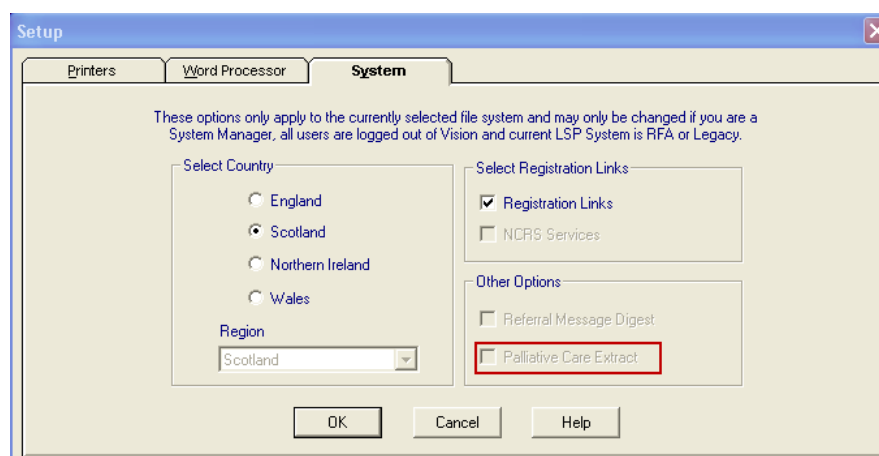 Setup
Printers
Word Processor
System
These options only apply to the currently selected file system and may only be changed if you are a
System Manager, all users are logged out of Vision and current LSP System is RFA or Legacy.
Select Country
England
Scotland
Northern Ireland
Wales
Region
Scotland
Select Registration Links
Registration Links
NCRS Services
Other Options
Referral Message Digest
Palliative Care Extract
OK
Cancel
Help